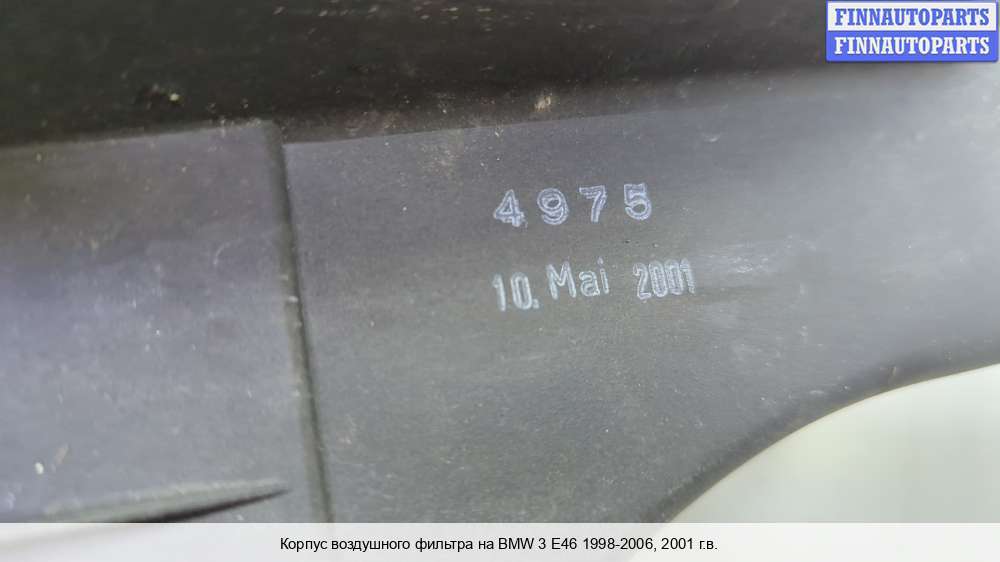 FINNAUTOPARTS
FINNAUTOPARTS
4975
10. Mai 2001
Корпус воздушного фильтра на BMW 3 E46 1998-2006, 2001 г.в.